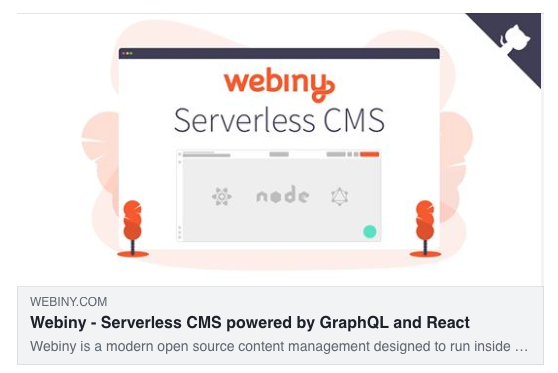 webiny
Serverless CMS
node
WEBINY.COM
Webiny - Serverless CMS powered by GraphQL and React
Webiny is a modern open source content management designed to run inside ...